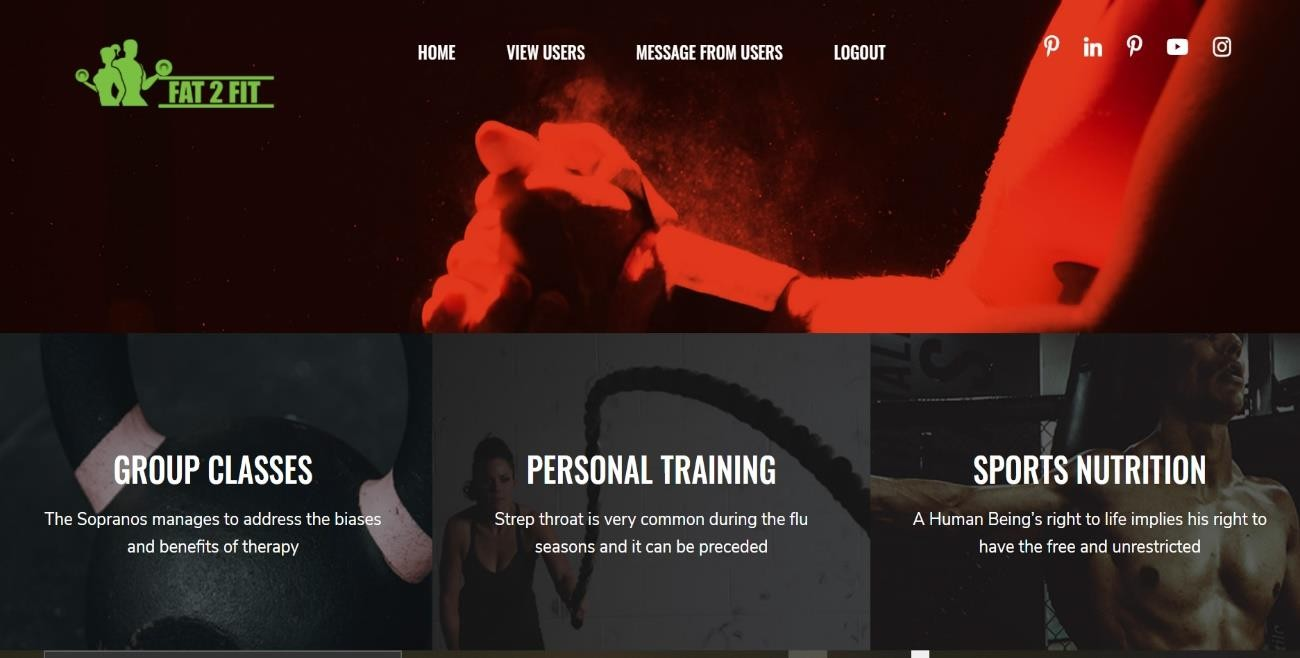 FAT 2 FIT
HOME VIEW USERS MESSAGE FROM USERS LOGOUT
GROUP CLASSES
The Sopranos manages to address the biases
and benefits of therapy
PERSONAL TRAINING
Strep throat is very common during the flu
seasons and it can be preceded
SPORTS NUTRITION
A Human Being’s right to life implies his right to
have the free and unrestricted